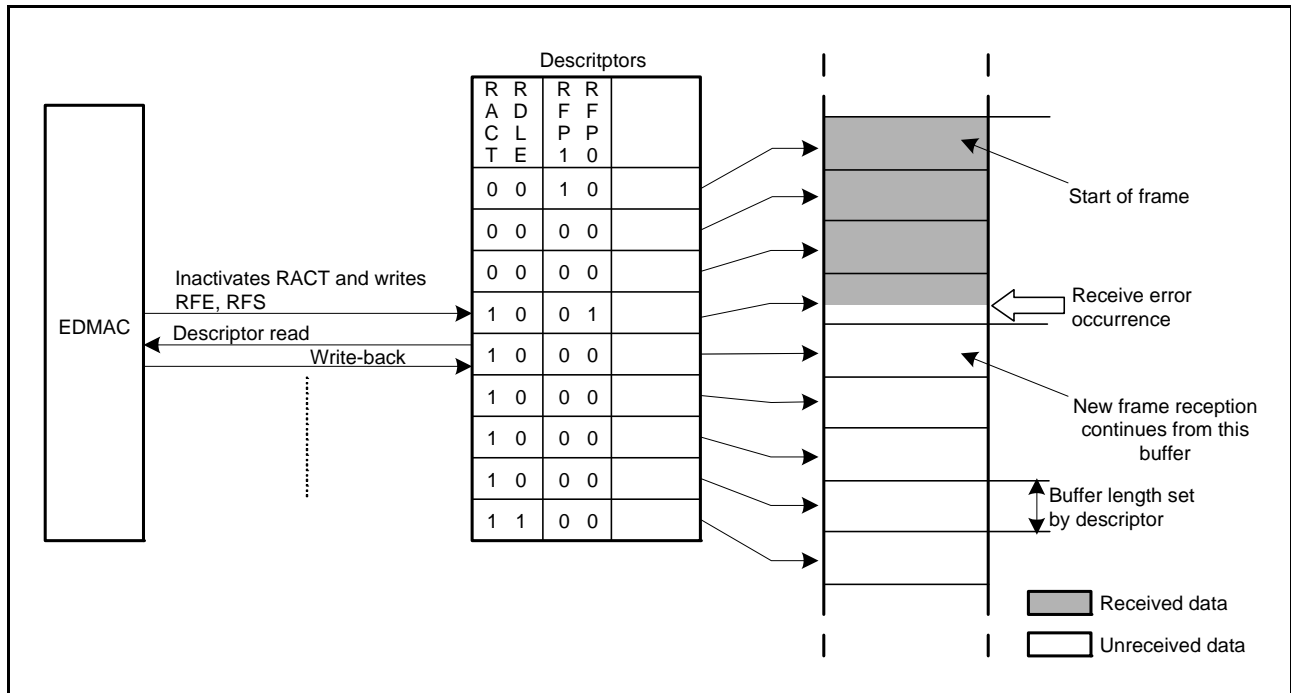 Descritptors
R R R R
A D F F
C L P P
T E 1 0
0 0 1 0
0 0 0 0
0 0 0 0
1 0 0 1
1 0 0 0
1 0 0 0
1 0 0 0
1 0 0 0
1 1 0 0
EDMAC
Inactivates RACT and writes
RFE, RFS
Descriptor read
Write-back
Start of frame
Receive error
occurrence
New frame reception
continues from this
buffer
Buffer length set
by descriptor
Received data
Unreceived data